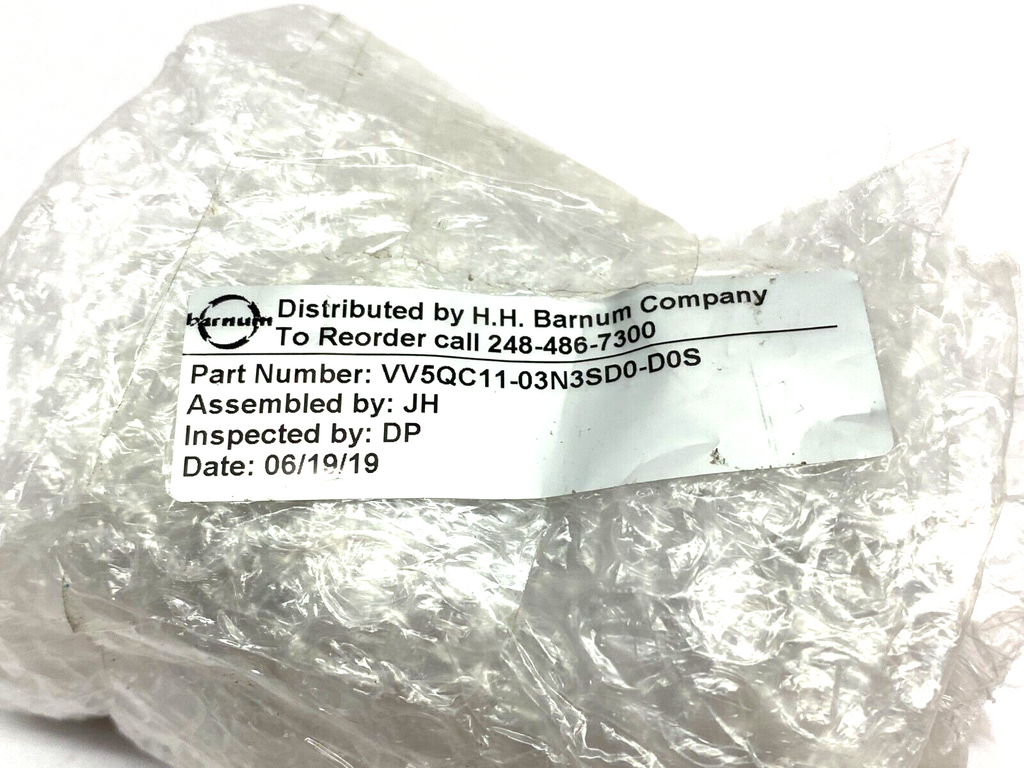 barnum
Distributed by H.H. Barnum Company
To Reorder call 248-486-7300
Part Number: VV5QC11-03N3SD0-D0S
Assembled by: JH
Inspected by: DP
Date: 06/19/19